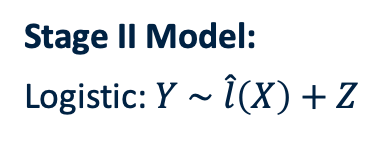 Stage II Model:
Logistic: Y ~ l̂(X) + Z